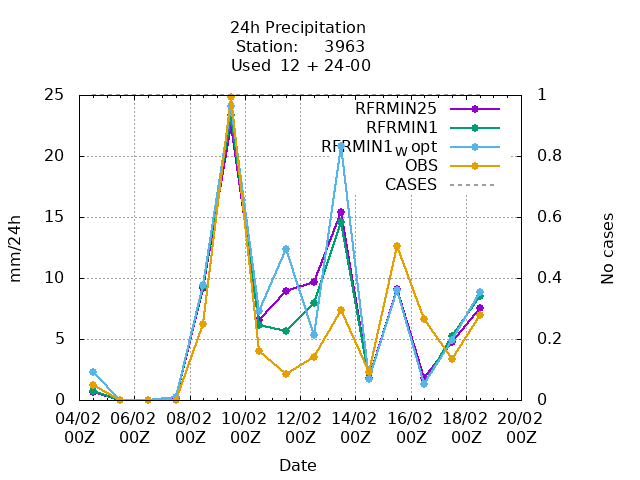 24h Precipitation
Station: 3963
Used 12 + 24-00
25
20
15
10
5
0
mm/24h
1
0.8
0.6
0.4
0.2
0
No cases
RFRMIN25
RFRMIN1
RFRMIN1w opt
OBS
CASES
04/02 06/02 08/02 10/02 12/02 14/02 16/02 18/02 20/02
00Z 00Z 00Z 00Z 00Z 00Z 00Z 00Z 00Z
Date